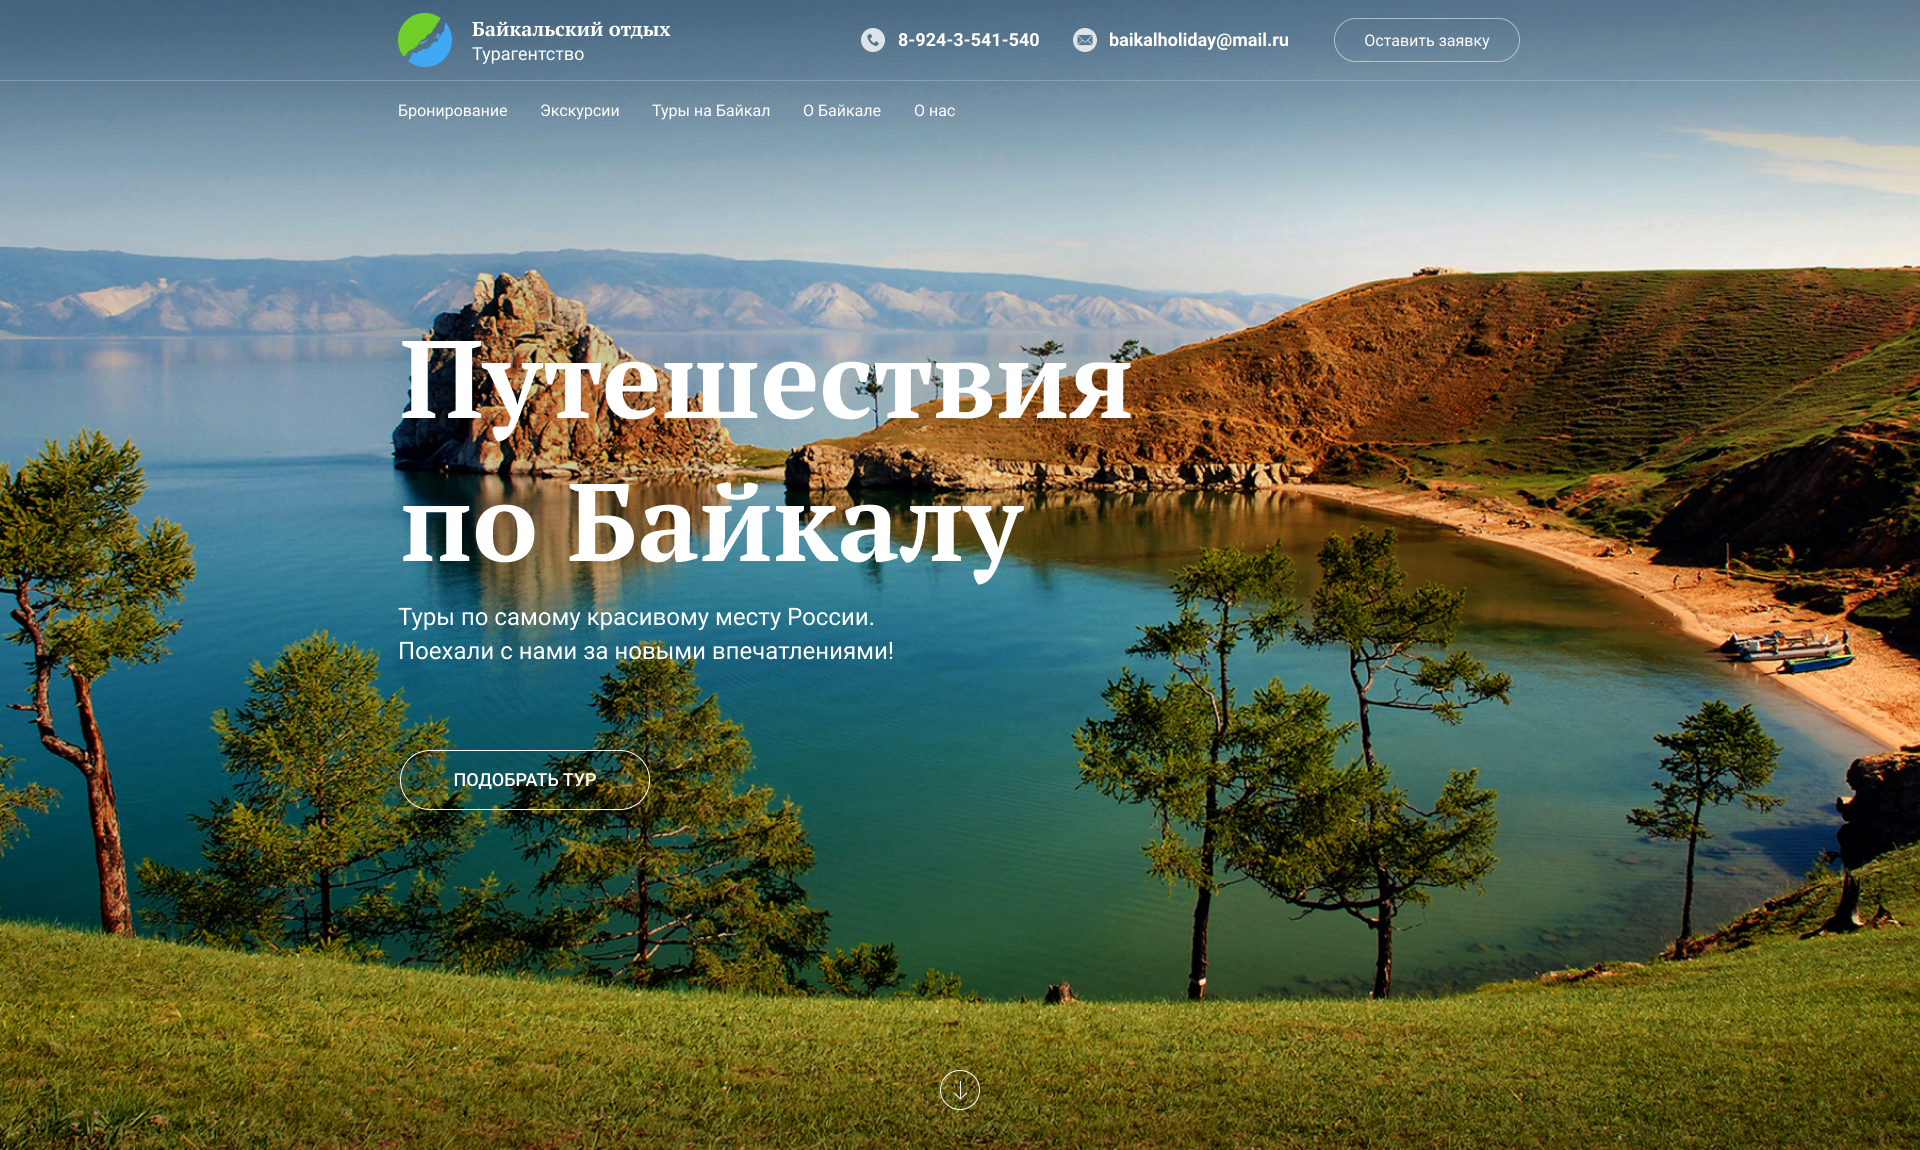 Байкальский отдых
Турагентство
8-924-3-541-540
baikalholiday@mail.ru
Оставить заявку
Бронирование
Экскурсии
Туры на Байкал
О Байкале
О нас
Путешествия
по Байкалу
Туры по самому красивому месту России.
Поехали с нами за новыми впечатлениями!
ПОДОБРАТЬ ТУР